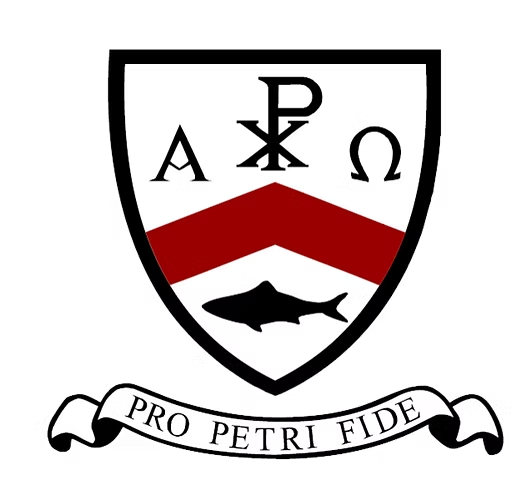 Α ☧ Ω
PRO PETRI FIDE